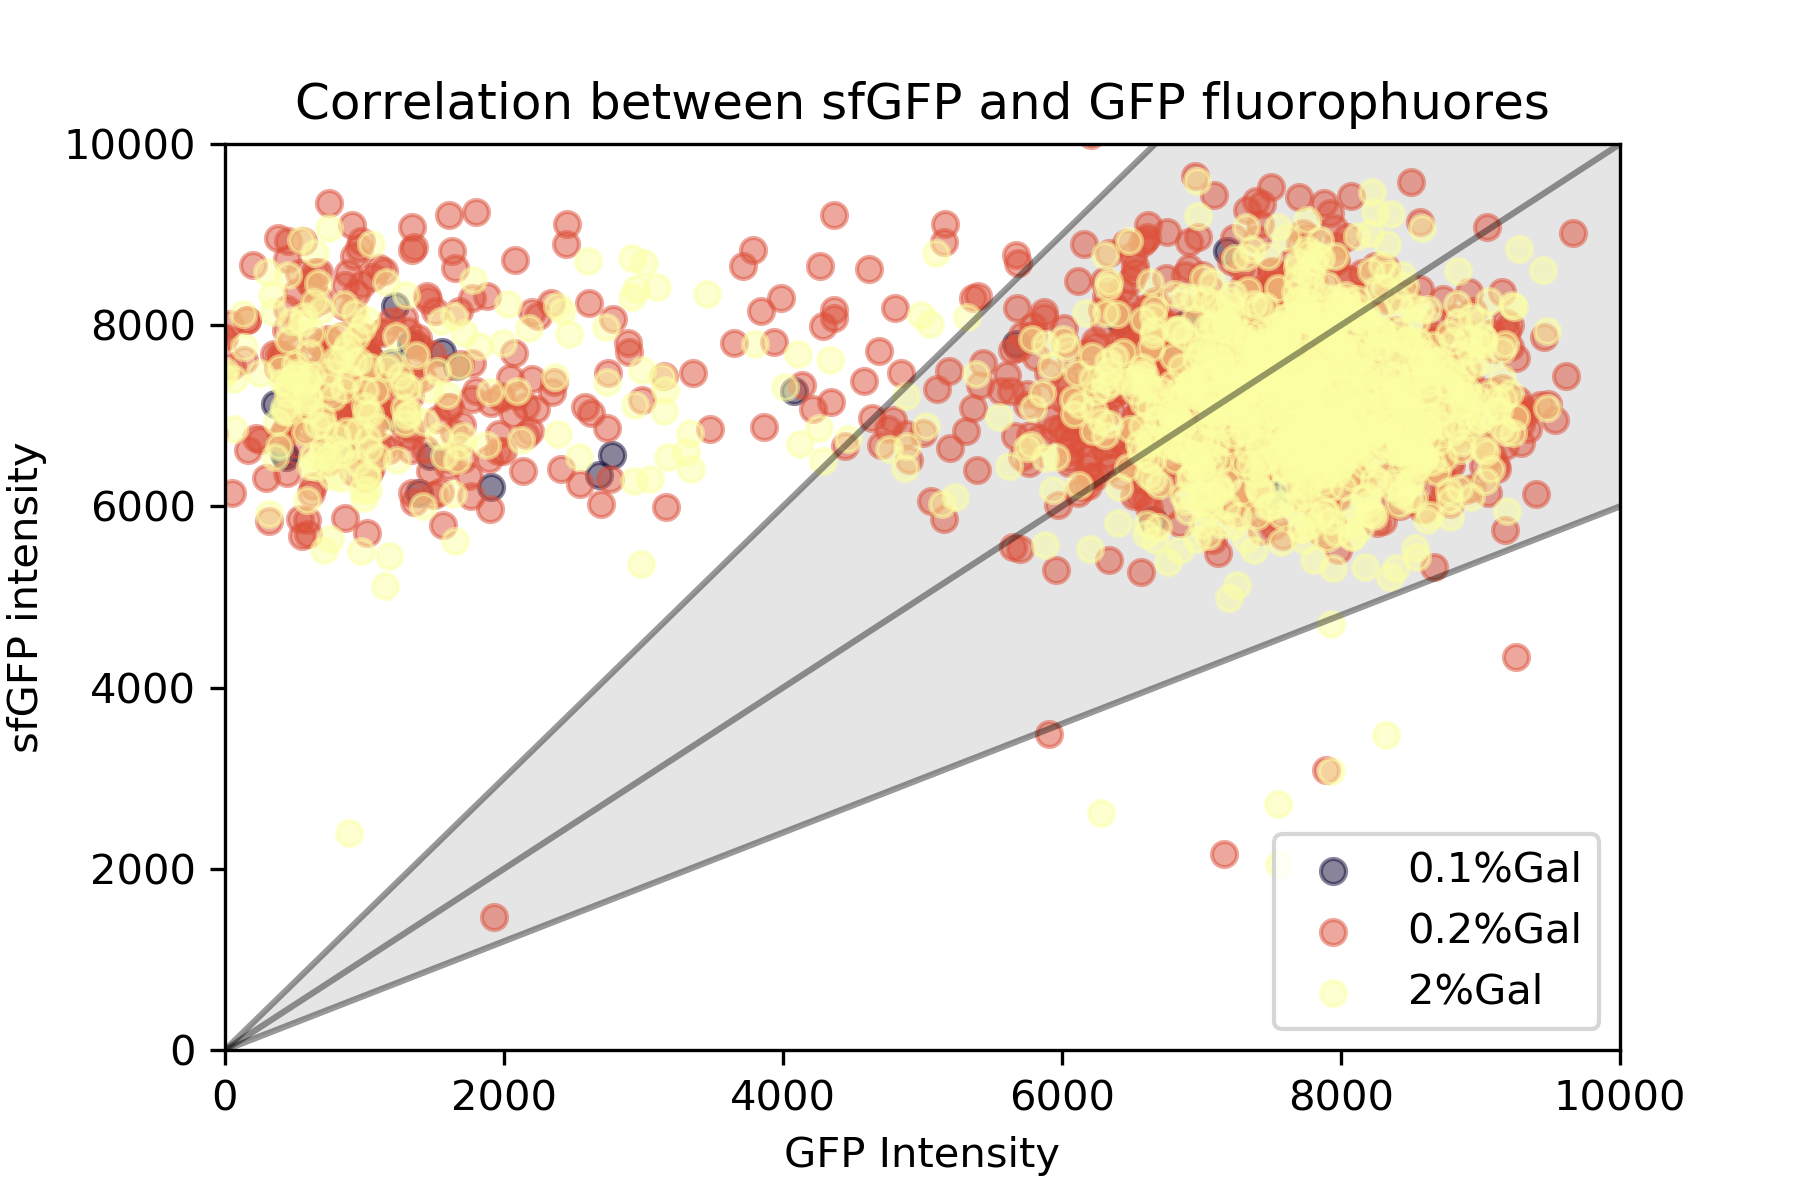 Correlation between sfGFP and GFP fluorophuores
10000
8000
6000
4000
2000
0
sfGFP intensity
0.1%Gal
0.2%Gal
2%Gal
0 2000 4000 6000 8000 10000
GFP Intensity